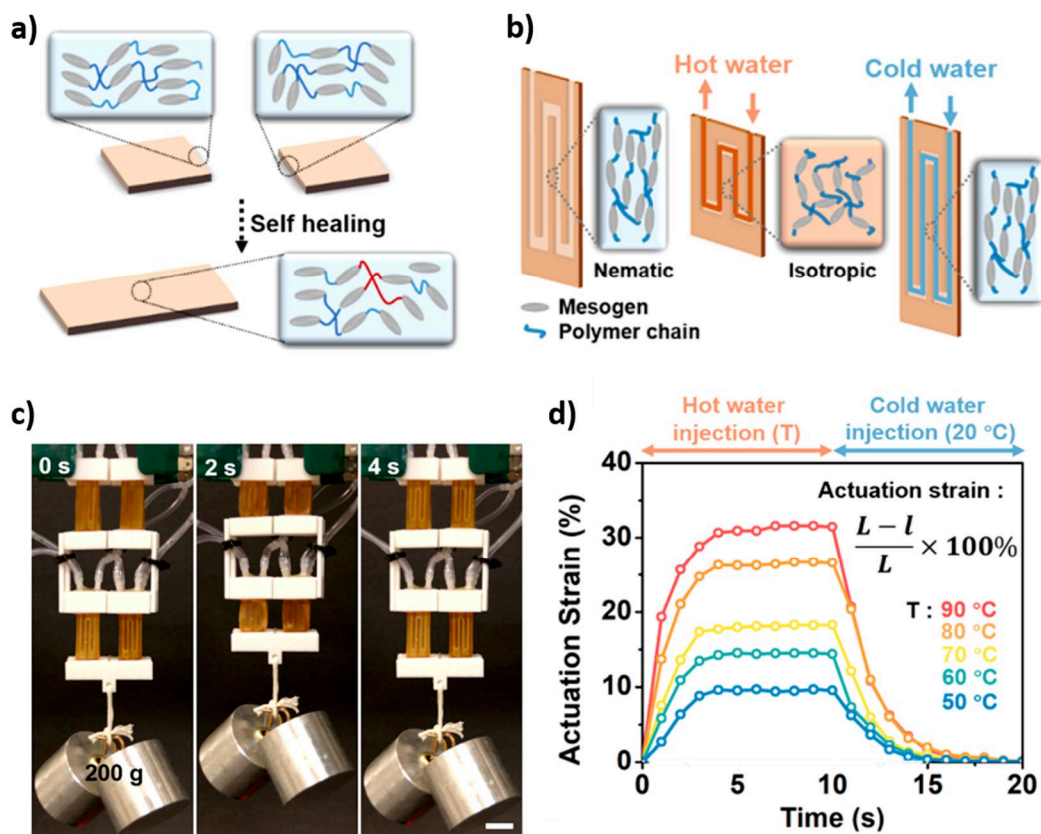 a)
Self healing
b)
Hot water
Cold water
Nematic
Isotropic
Mesogen
Polymer chain
c)
0 s
2 s
4 s
200 g
d)
Hot water
injection (T)
Cold water
injection (20 °C)
Actuation Strain (%)
40
30
20
10
0
Actuation strain :
L − l
L
× 100%
T : 90 °C
80 °C
70 °C
60 °C
50 °C
0
5
10
15
20
Time (s)